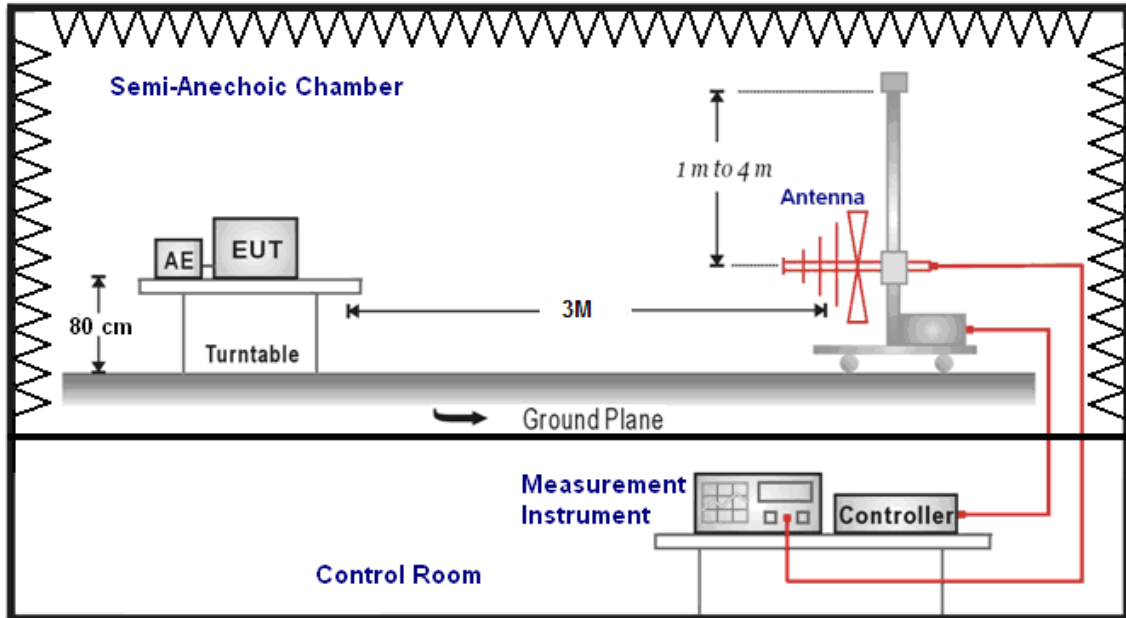 Semi-Anechoic Chamber
1 m to 4 m
Antenna
AE
EUT
80 cm
3M
Turntable
Ground Plane
Measurement
Instrument
Controller
Control Room